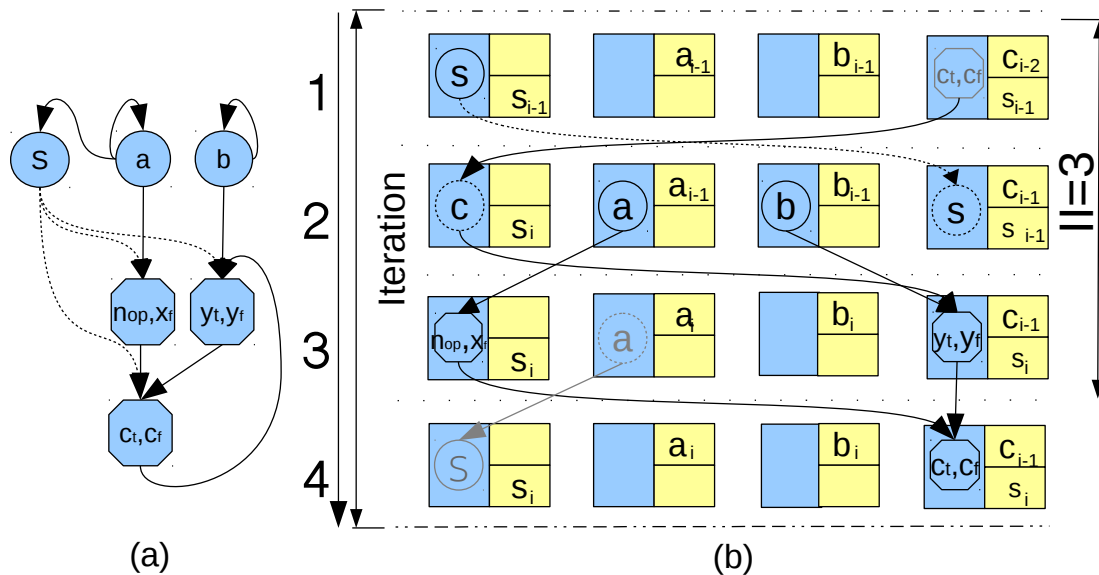 S a b
nop,xf yt,yf
ct,cf
(a)
Iteration
II=3
1 s si-1 ai-1 bi-1 ct,cf ci-2 si-1
2 c si a ai-1 b bi-1 s ci-1 si-1
3 nop,xf si a ai bi yt,yf ci-1 si
4 S si ai bi ct,cf ci-1 si
(b)